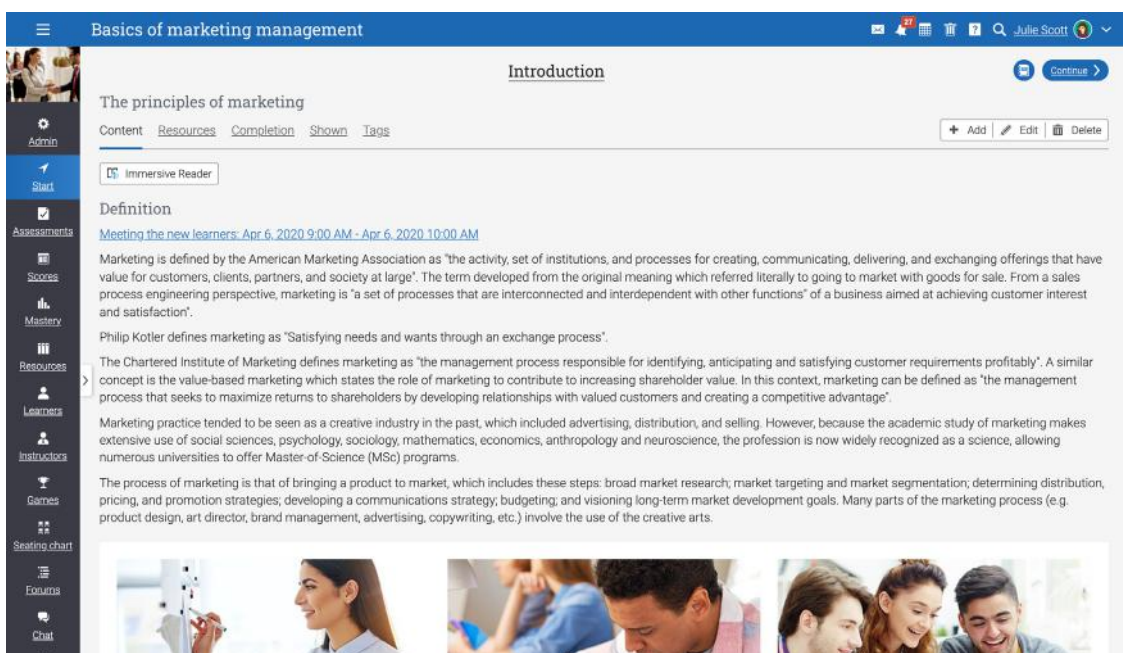 Basics of marketing management
27
Julie Scott
Introduction
Continue
The principles of marketing
Admin
Content Resources Completion Shown Tags
Add Edit Delete
Start
Immersive Reader
Assessments
Definition
Meeting the new learners: Apr 6, 2020 9:00 AM - Apr 6, 2020 10:00 AM
Scores
Marketing is defined by the American Marketing Association as "the activity, set of institutions, and processes for creating, communicating, delivering, and exchanging offerings that have
value for customers, clients, partners, and society at large". The term developed from the original meaning which referred literally to going to market with goods for sale. From a sales
process engineering perspective, marketing is "a set of processes that are interconnected and interdependent with other functions" of a business aimed at achieving customer interest
and satisfaction".
Mastery
Philip Kotler defines marketing as "Satisfying needs and wants through an exchange process".
Resources
The Chartered Institute of Marketing defines marketing as "the management process responsible for identifying, anticipating and satisfying customer requirements profitably". A similar
concept is the value-based marketing which states the role of marketing to contribute to increasing shareholder value. In this context, marketing can be defined as "the management
process that seeks to maximize returns to shareholders by developing relationships with valued customers and creating a competitive advantage".
Learners
Marketing practice tended to be seen as a creative industry in the past, which included advertising, distribution, and selling. However, because the academic study of marketing makes
extensive use of social sciences, psychology, sociology, mathematics, economics, anthropology and neuroscience, the profession is now widely recognized as a science, allowing
numerous universities to offer Master-of-Science (MSc) programs.
Instructors
The process of marketing is that of bringing a product to market, which includes these steps: broad market research; market targeting and market segmentation; determining distribution,
pricing, and promotion strategies; developing a communications strategy; budgeting; and visioning long-term market development goals. Many parts of the marketing process (e.g.
product design, art director, brand management, advertising, copywriting, etc.) involve the use of the creative arts.
Games
Seating chart
Forums
Chat